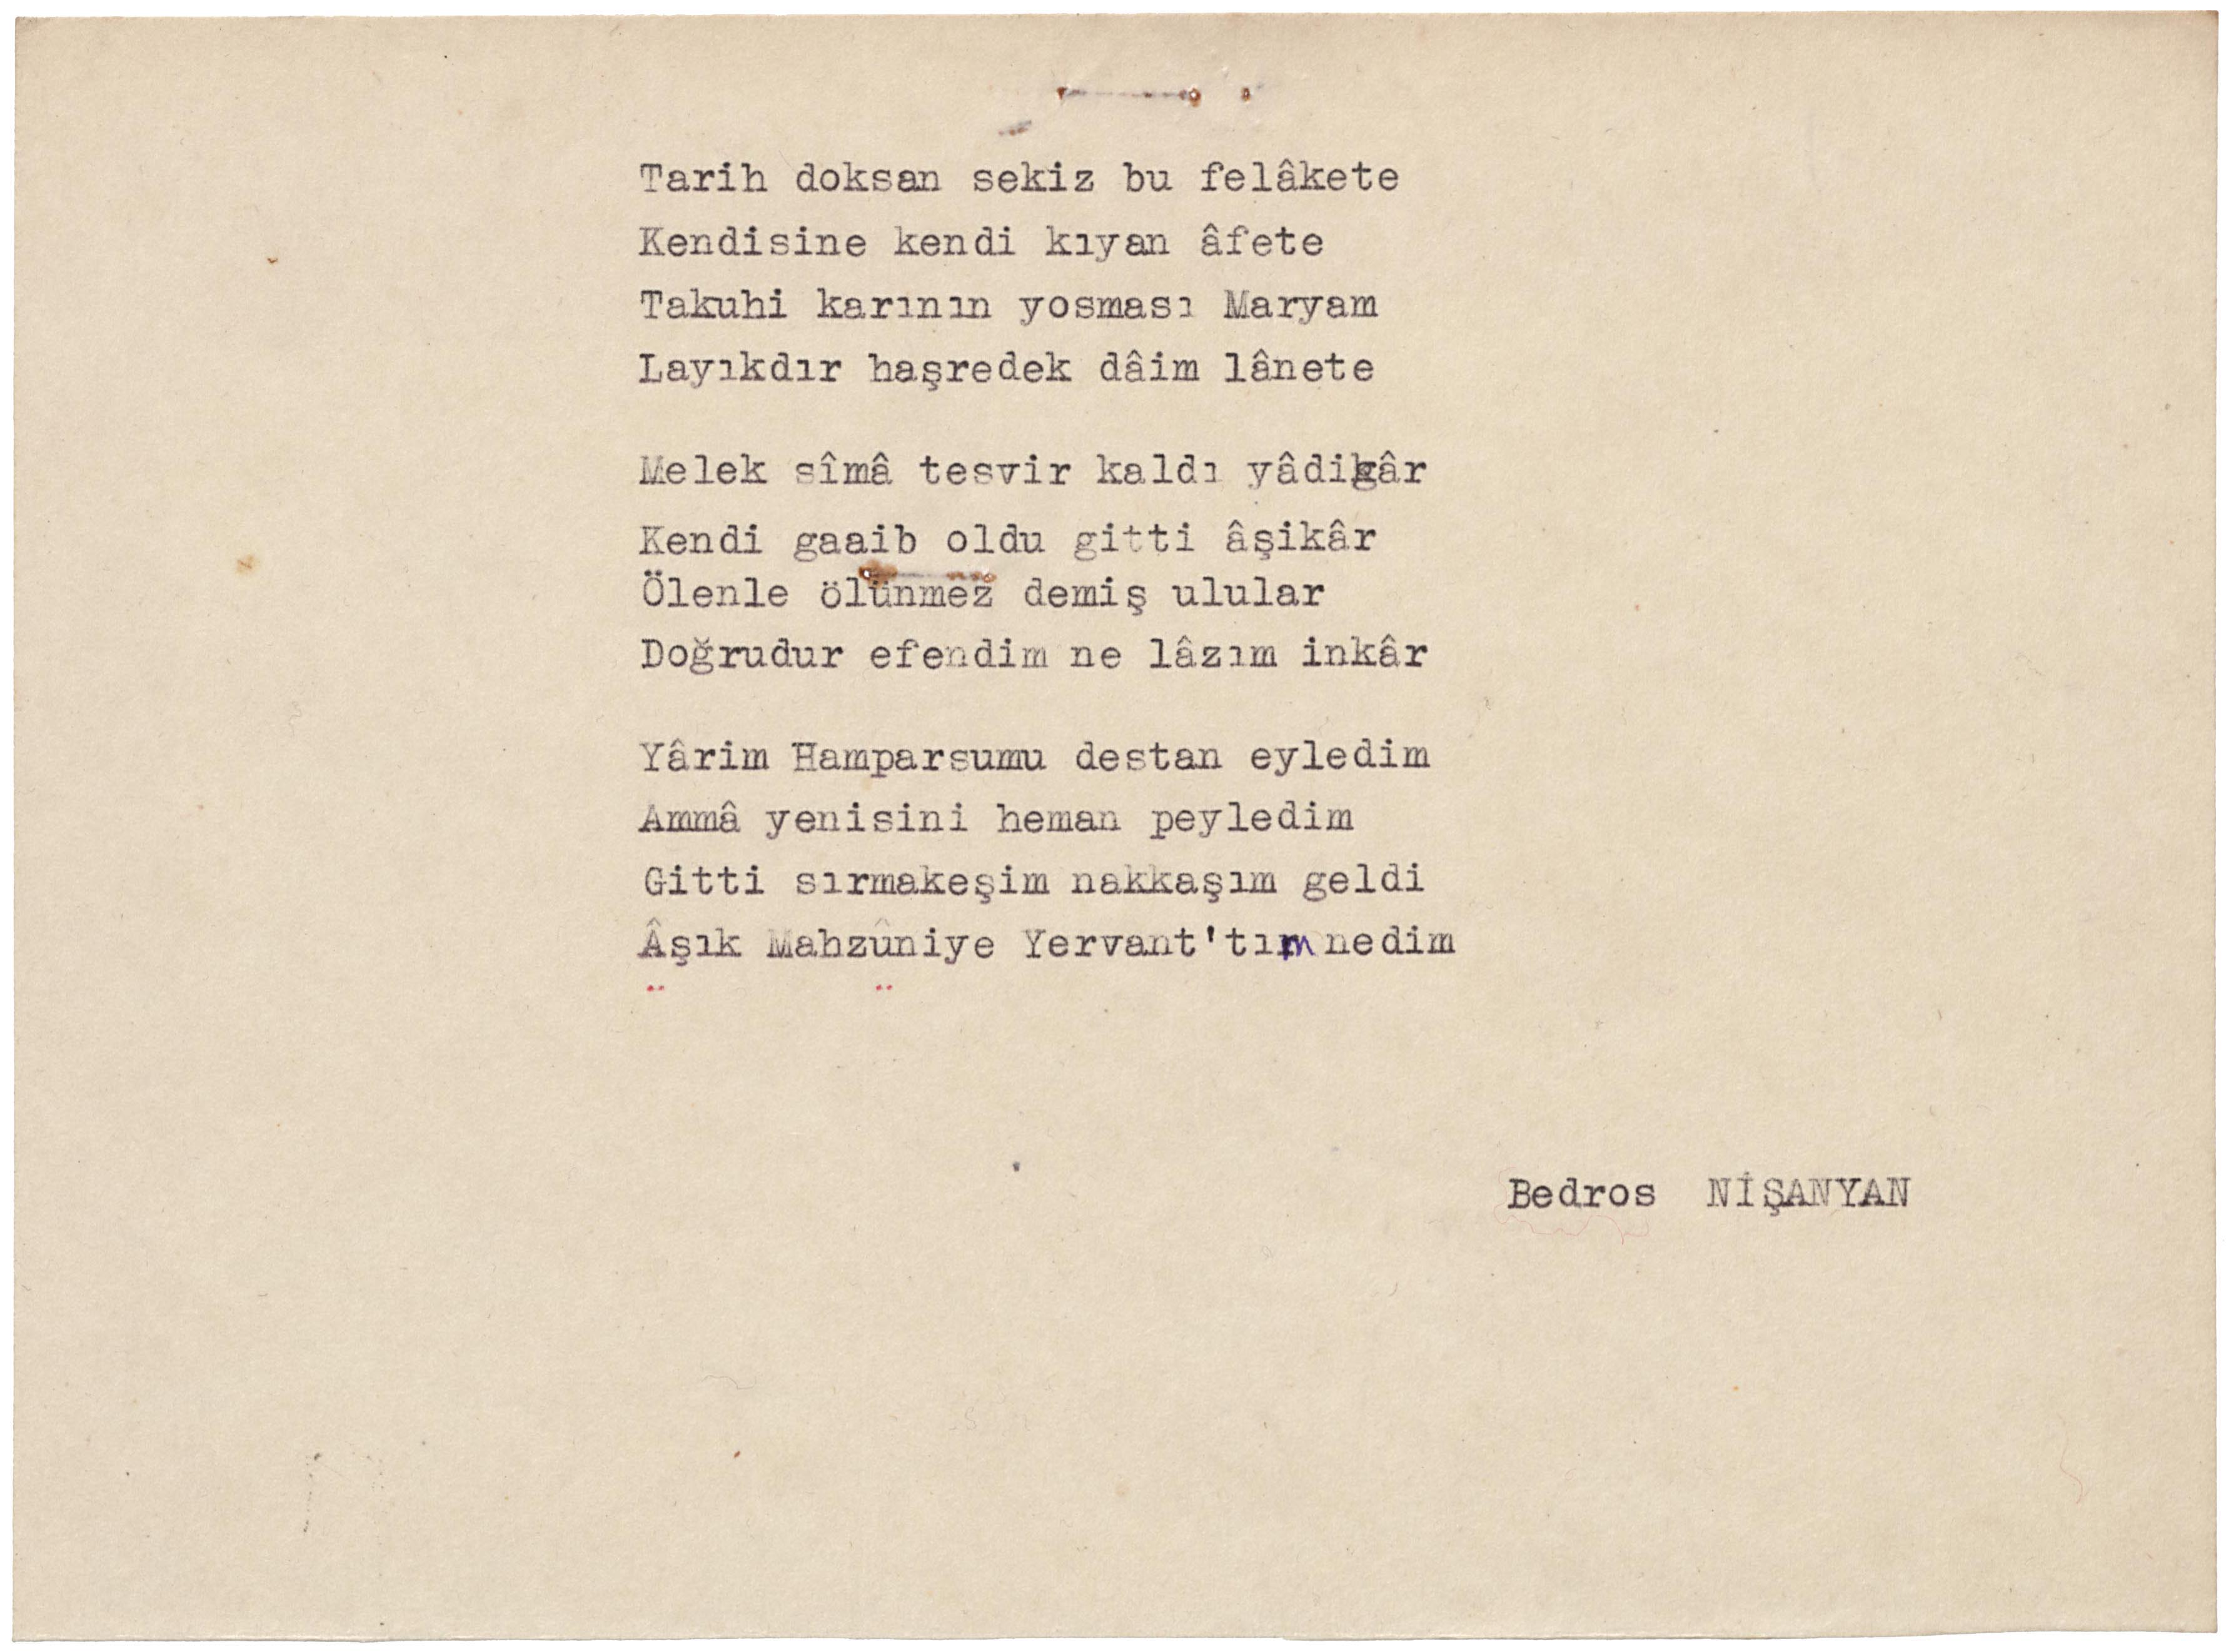 Tarih doksan sekiz bu felâkete
Kendisine kendi kıyan âfete
Takuhi karının yosması Maryam
Layıkdır haşredek dâim lânete
Melek sîmâ tesvir kaldı yâdigâr
Kendi gaaib oldu gitti âşikâr
Ölenle ölünmez demiş ulular
Doğrudur efendim ne lâzım inkâr
Yârim Hamparsumu destan eyledim
Ammâ yenisini heman peyledim
Gitti sırmakeşim nakkaşım geldi
Âşık Mahzûniye Yervant'tım nedim
Bedros NİŞANYAN